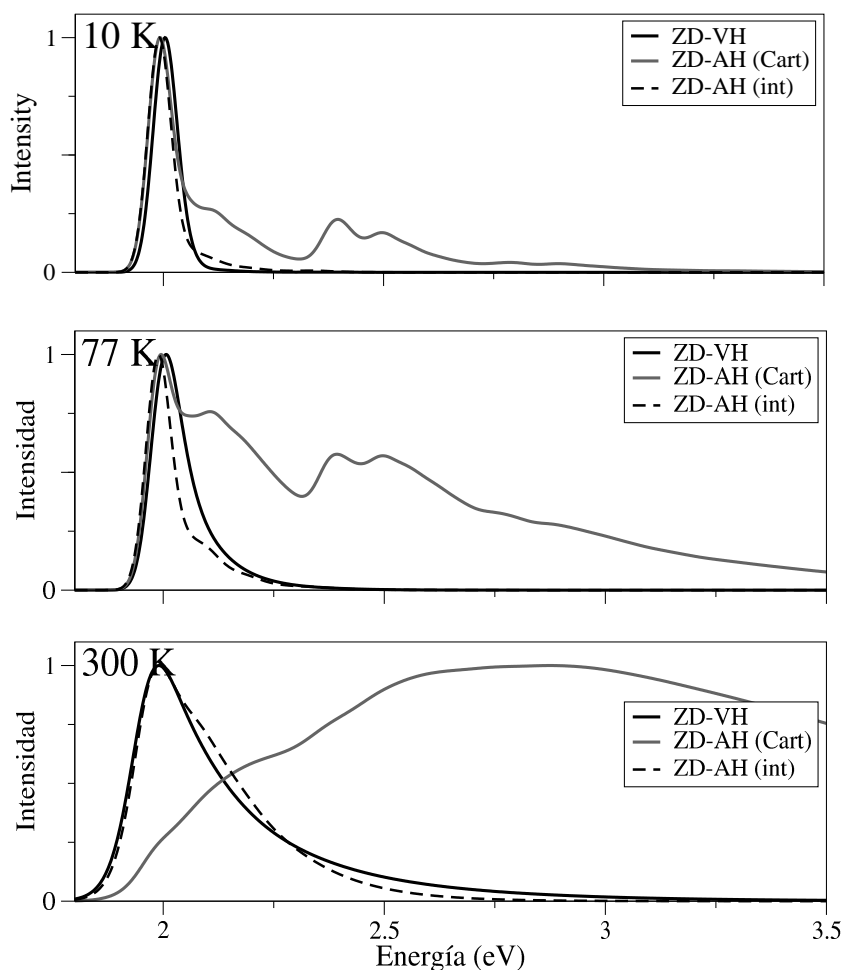 10 K
1
Intensity
0
ZD-VH
ZD-AH (Cart)
ZD-AH (int)
77 K
1
Intensidad
0
ZD-VH
ZD-AH (Cart)
ZD-AH (int)
300 K
1
Intensidad
0
ZD-VH
ZD-AH (Cart)
ZD-AH (int)
2 2.5 3 3.5
Energía (eV)